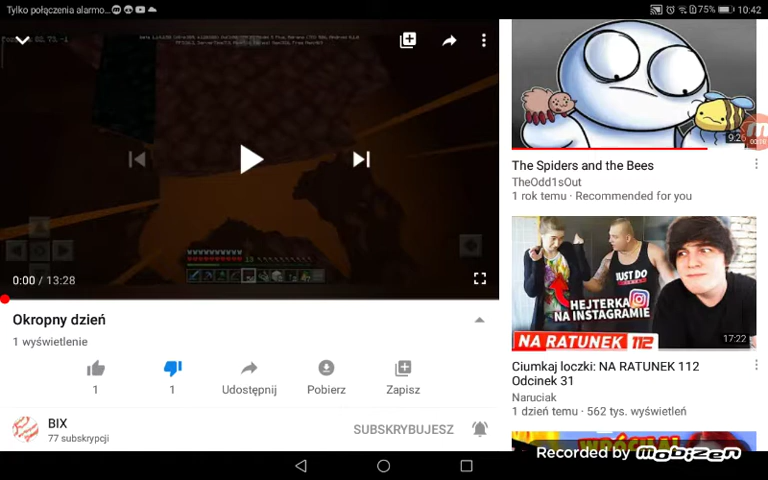 Tylko połączenia alarmo...
75%
10:42
0:00 / 13:28
Okropny dzień
1 wyświetlenie
1
1
Udostępnij
Pobierz
Zapisz
BIX
77 subskrypcji
SUBSKRYBUJESZ
9:26
03:10
The Spiders and the Bees
TheOdd1sOut
1 rok temu · Recommended for you
JUST DO
HEJTERKA
NA INSTAGRAMIE
NA RATUNEK 112
17:22
Ciumkaj loczki: NA RATUNEK 112
Odcinek 31
Naruciak
1 dzień temu · 562 tys. wyświetleń
Recorded by mobizen